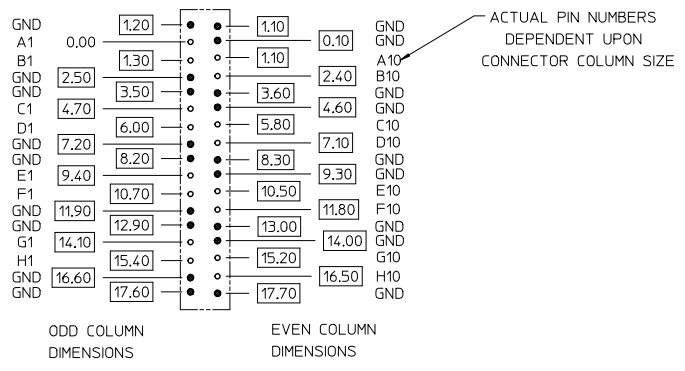 GND 1.20 1.10 GND
A1 0.00 0.10 GND
B1 1.30 1.10 A10
GND 2.50 2.40 B10
GND 3.50 3.60 GND
C1 4.70 4.60 GND
D1 6.00 5.80 C10
GND 7.20 7.10 D10
GND 8.20 8.30 GND
E1 9.40 9.30 GND
F1 10.70 10.50 E10
GND 11.90 11.80 F10
GND 12.90 13.00 GND
G1 14.10 14.00 GND
H1 15.40 15.20 G10
GND 16.60 16.50 H10
GND 17.60 17.70 GND
ACTUAL PIN NUMBERS
DEPENDENT UPON
CONNECTOR COLUMN SIZE
ODD COLUMN
DIMENSIONS
EVEN COLUMN
DIMENSIONS